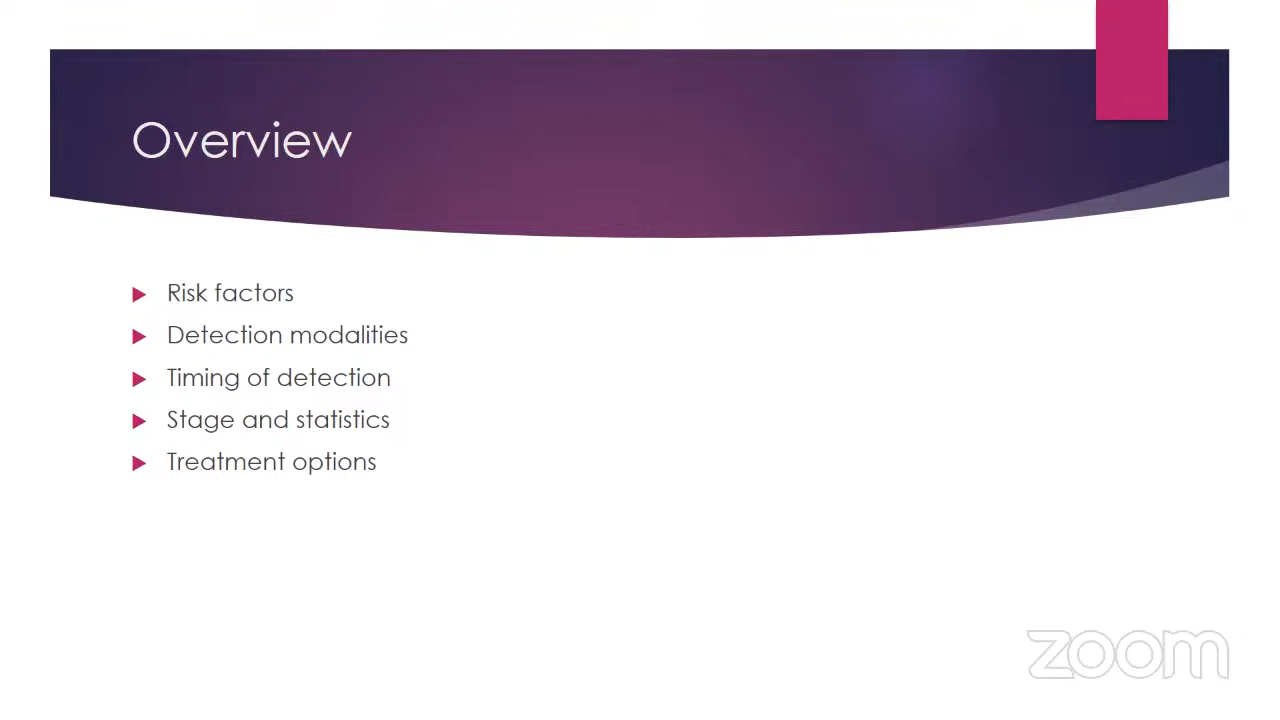 Overview
Risk factors
Detection modalities
Timing of detection
Stage and statistics
Treatment options
zoom